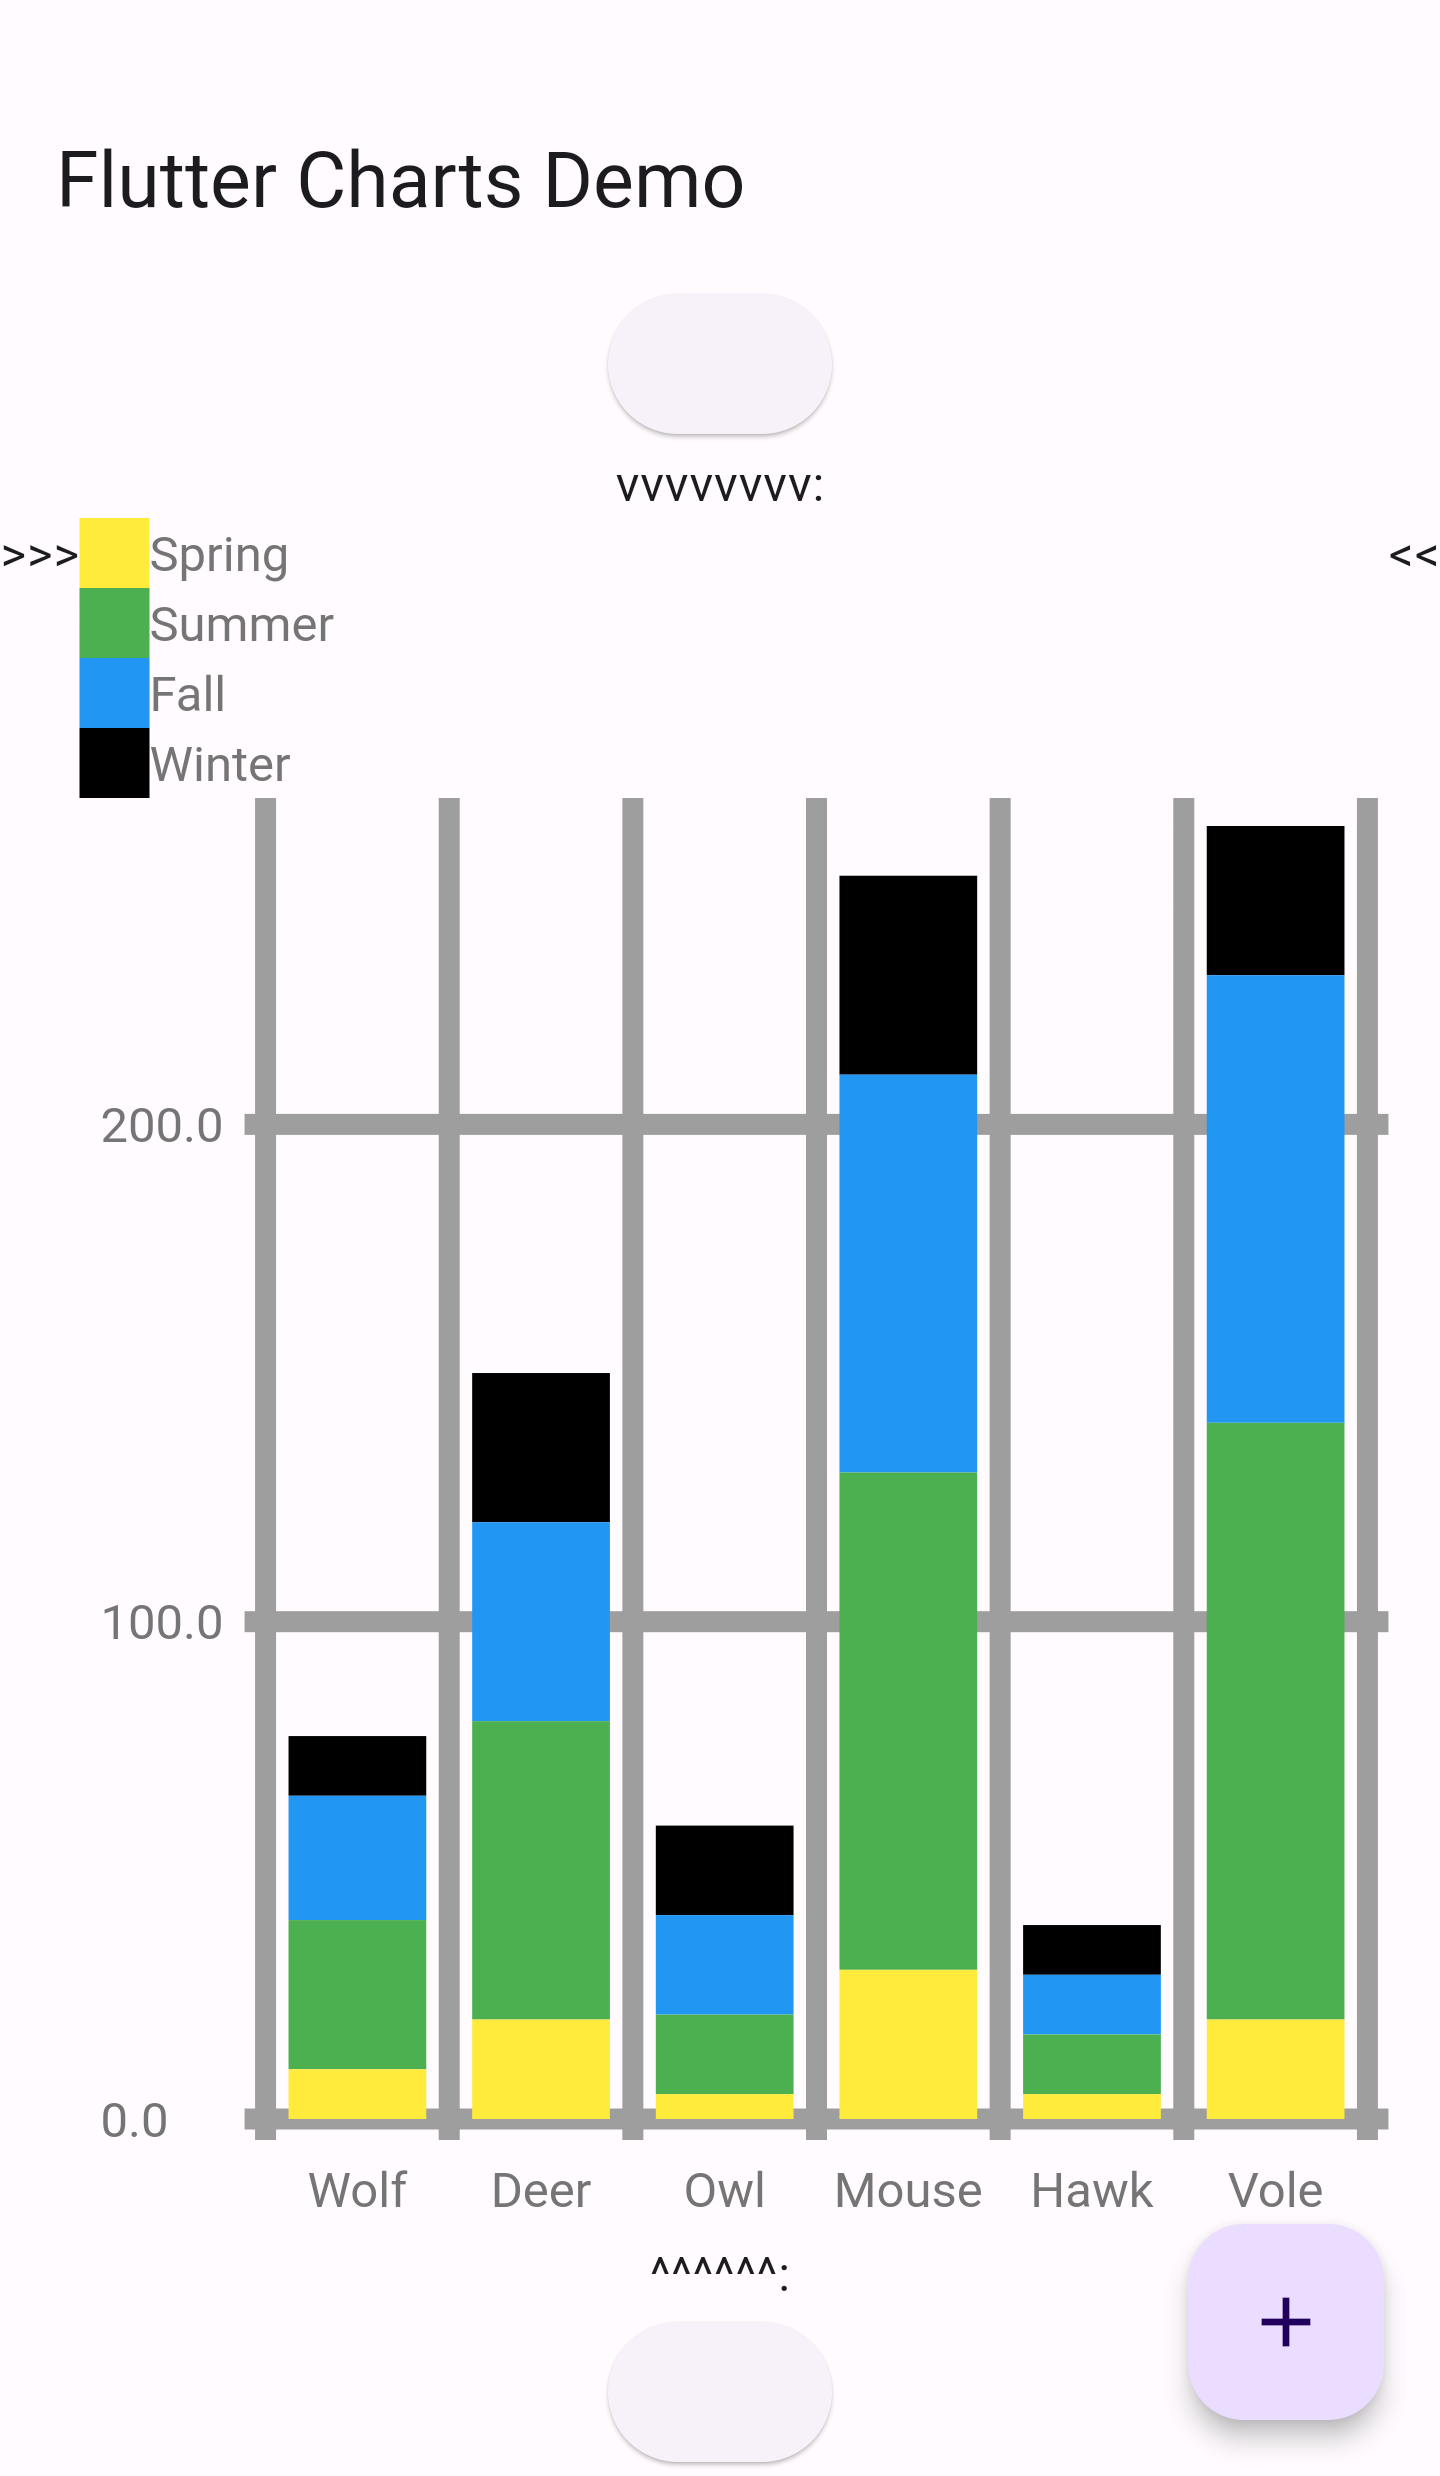 Flutter Charts Demo
vvvvvvvv:
>>> Spring <<
Summer
Fall
Winter
200.0
100.0
0.0
Wolf Deer Owl Mouse Hawk Vole
^^^^^^:
+